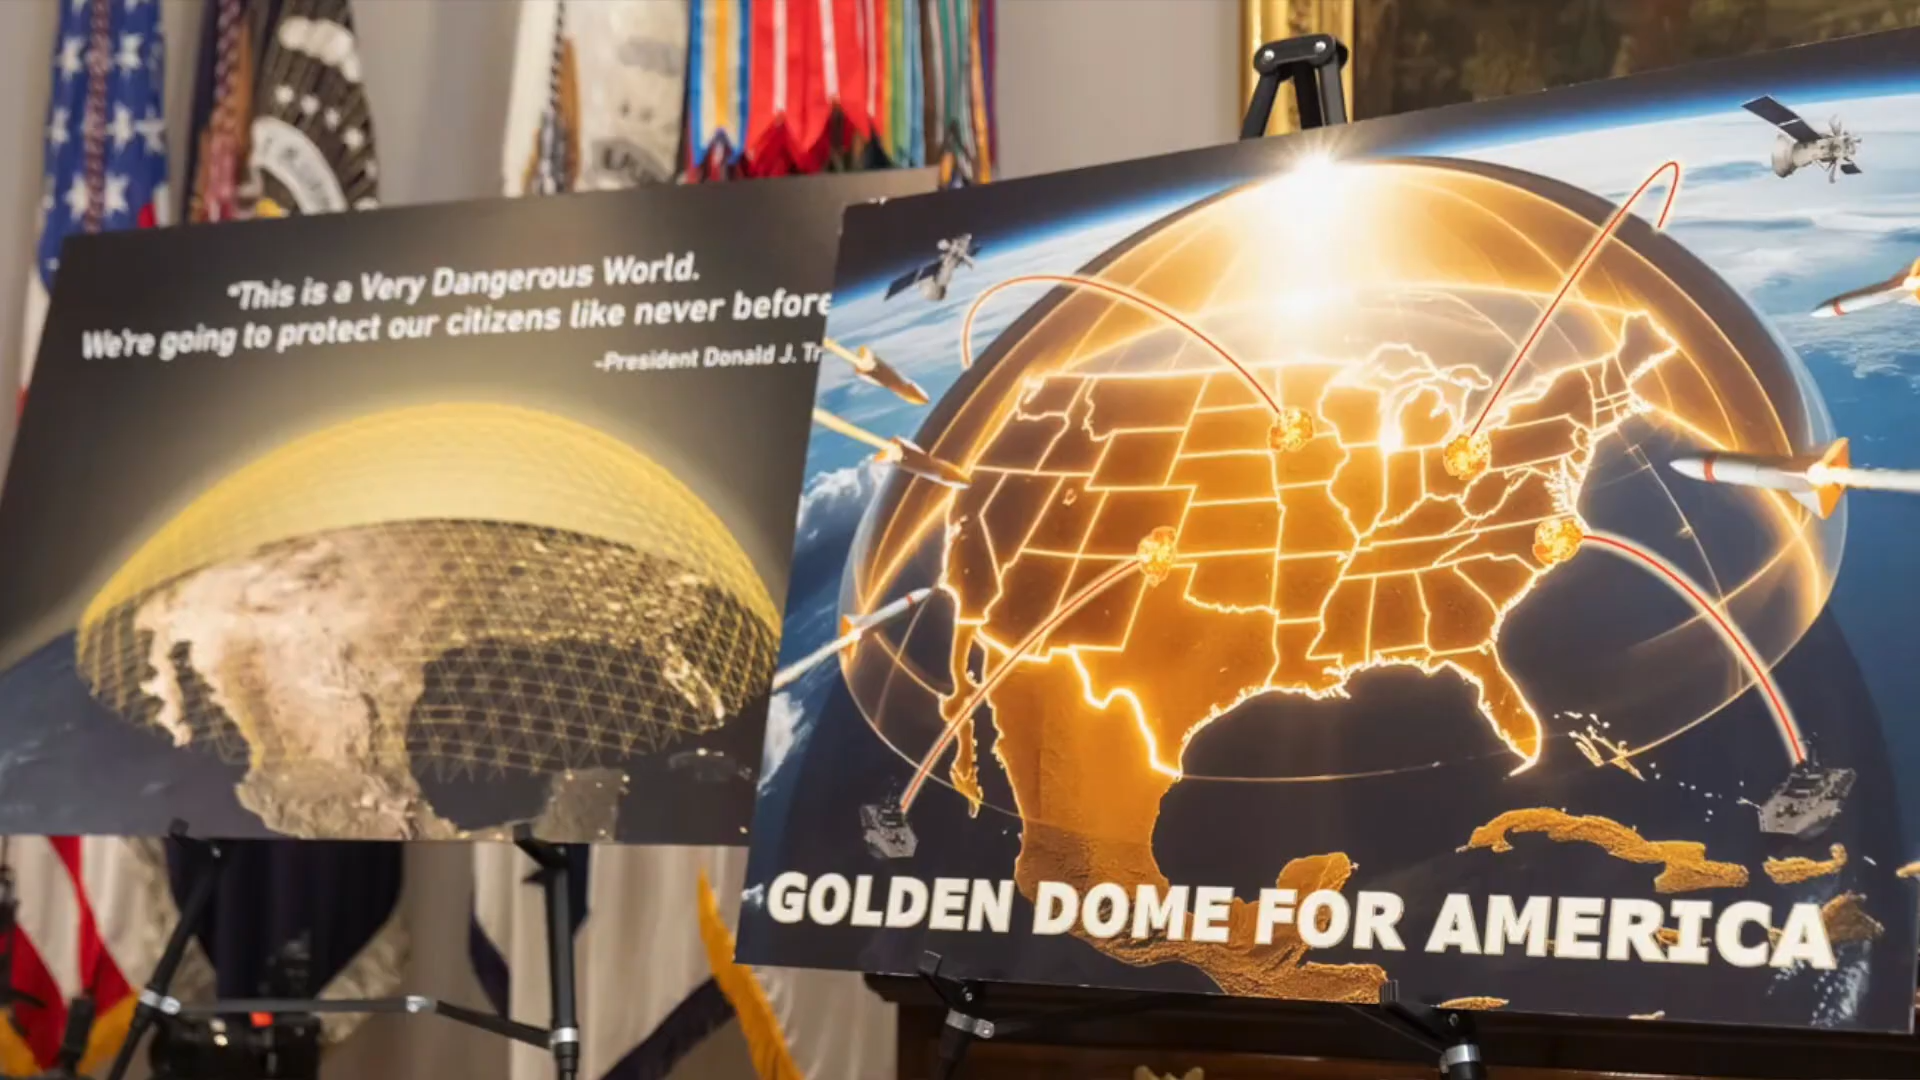 "This is a Very Dangerous World.
We're going to protect our citizens like never before
-President Donald J. Tr
GOLDEN DOME FOR AMERICA